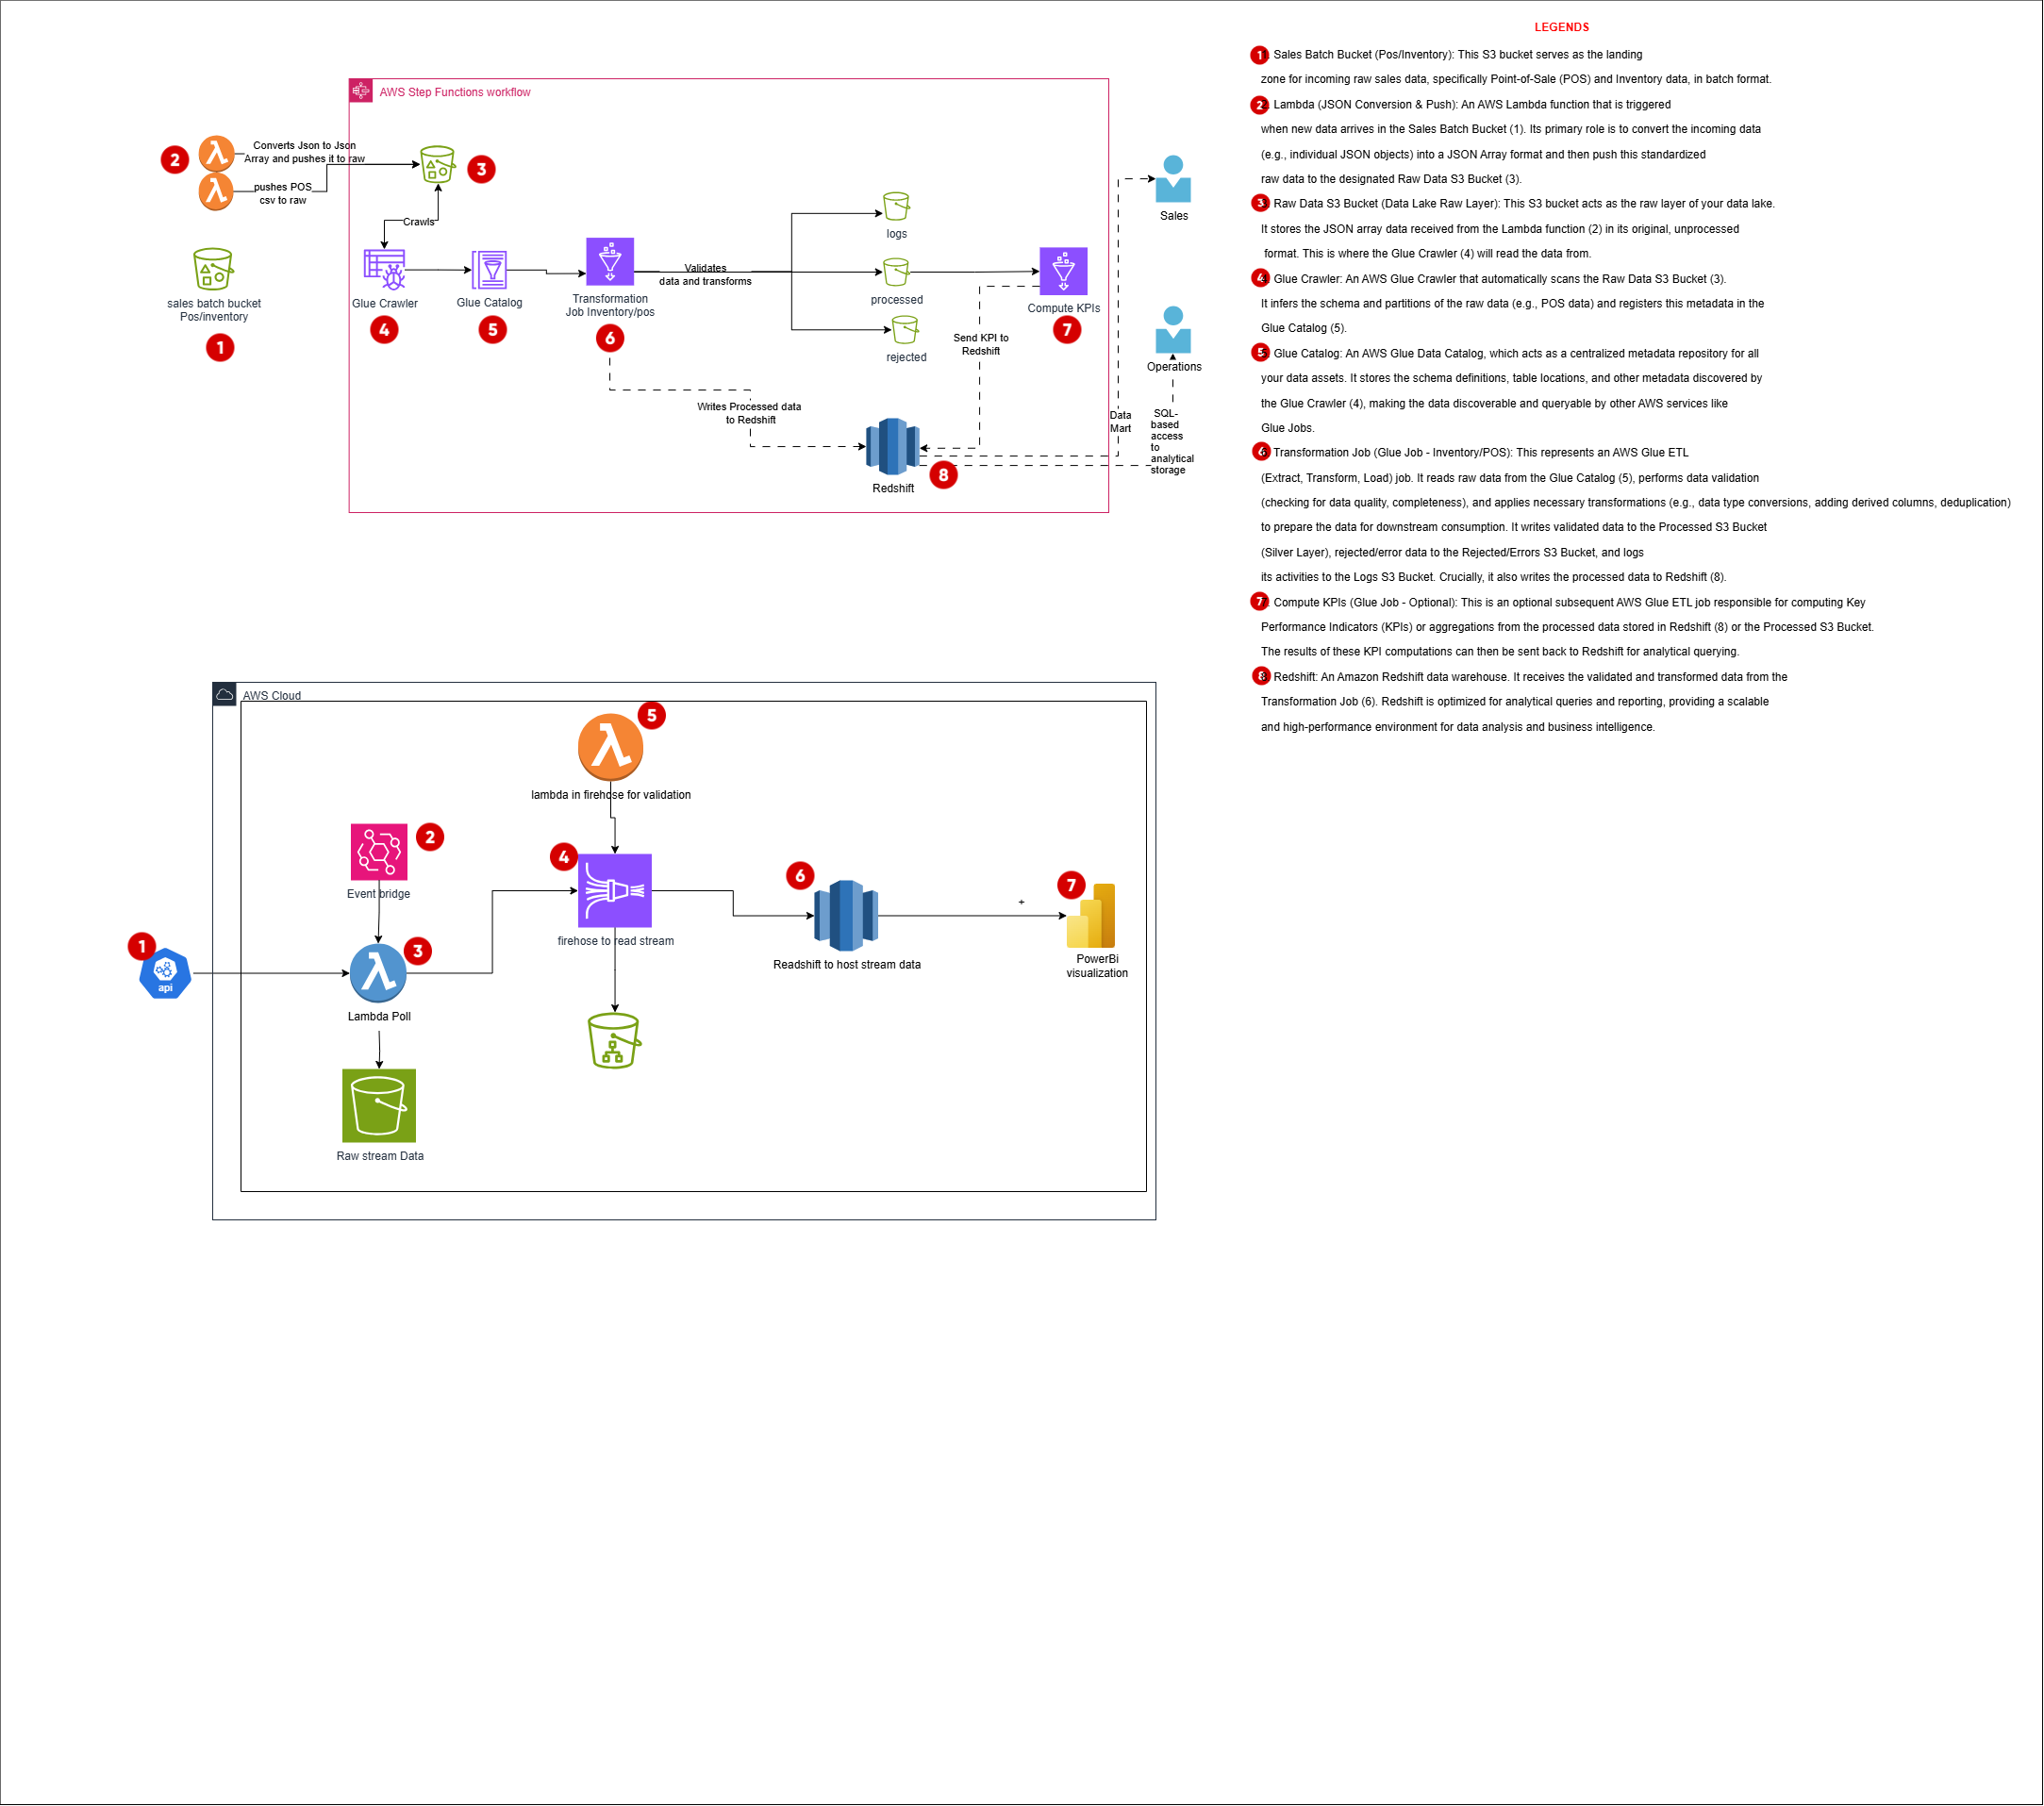 LEGENDS
1 Sales Batch Bucket (Pos/Inventory): This S3 bucket serves as the landing
zone for incoming raw sales data, specifically Point-of-Sale (POS) and Inventory data, in batch format.
2 Lambda (JSON Conversion & Push): An AWS Lambda function that is triggered
when new data arrives in the Sales Batch Bucket (1). Its primary role is to convert the incoming data
(e.g., individual JSON objects) into a JSON Array format and then push this standardized
raw data to the designated Raw Data S3 Bucket (3).
3 Raw Data S3 Bucket (Data Lake Raw Layer): This S3 bucket acts as the raw layer of your data lake.
It stores the JSON array data received from the Lambda function (2) in its original, unprocessed
format. This is where the Glue Crawler (4) will read the data from.
4 Glue Crawler: An AWS Glue Crawler that automatically scans the Raw Data S3 Bucket (3).
It infers the schema and partitions of the raw data (e.g., POS data) and registers this metadata in the
Glue Catalog (5).
5 Glue Catalog: An AWS Glue Data Catalog, which acts as a centralized metadata repository for all
your data assets. It stores the schema definitions, table locations, and other metadata discovered by
the Glue Crawler (4), making the data discoverable and queryable by other AWS services like
Glue Jobs.
6 Transformation Job (Glue Job - Inventory/POS): This represents an AWS Glue ETL
(Extract, Transform, Load) job. It reads raw data from the Glue Catalog (5), performs data validation
(checking for data quality, completeness), and applies necessary transformations (e.g., data type conversions, adding derived columns, deduplication)
to prepare the data for downstream consumption. It writes validated data to the Processed S3 Bucket
(Silver Layer), rejected/error data to the Rejected/Errors S3 Bucket, and logs
its activities to the Logs S3 Bucket. Crucially, it also writes the processed data to Redshift (8).
7 Compute KPIs (Glue Job - Optional): This is an optional subsequent AWS Glue ETL job responsible for computing Key
Performance Indicators (KPIs) or aggregations from the processed data stored in Redshift (8) or the Processed S3 Bucket.
The results of these KPI computations can then be sent back to Redshift for analytical querying.
8 Redshift: An Amazon Redshift data warehouse. It receives the validated and transformed data from the
Transformation Job (6). Redshift is optimized for analytical queries and reporting, providing a scalable
and high-performance environment for data analysis and business intelligence.
AWS Step Functions workflow
2
Converts Json to Json
Array and pushes it to raw
pushes POS
csv to raw
3
Crawls
sales batch bucket
Pos/inventory
1
Glue Crawler
4
Glue Catalog
5
Transformation
Job Inventory/pos
6
Validates
data and transforms
logs
processed
rejected
Compute KPIs
7
Send KPI to
Redshift
Writes Processed data
to Redshift
Redshift
8
Sales
Operations
Data
Mart
SQL-
based
access
to
analytical
storage
AWS Cloud
5
lambda in firehose for validation
2
Event bridge
4
firehose to read stream
1
api
3
Lambda Poll
Raw stream Data
6
Readshift to host stream data
+
7
PowerBi
visualization